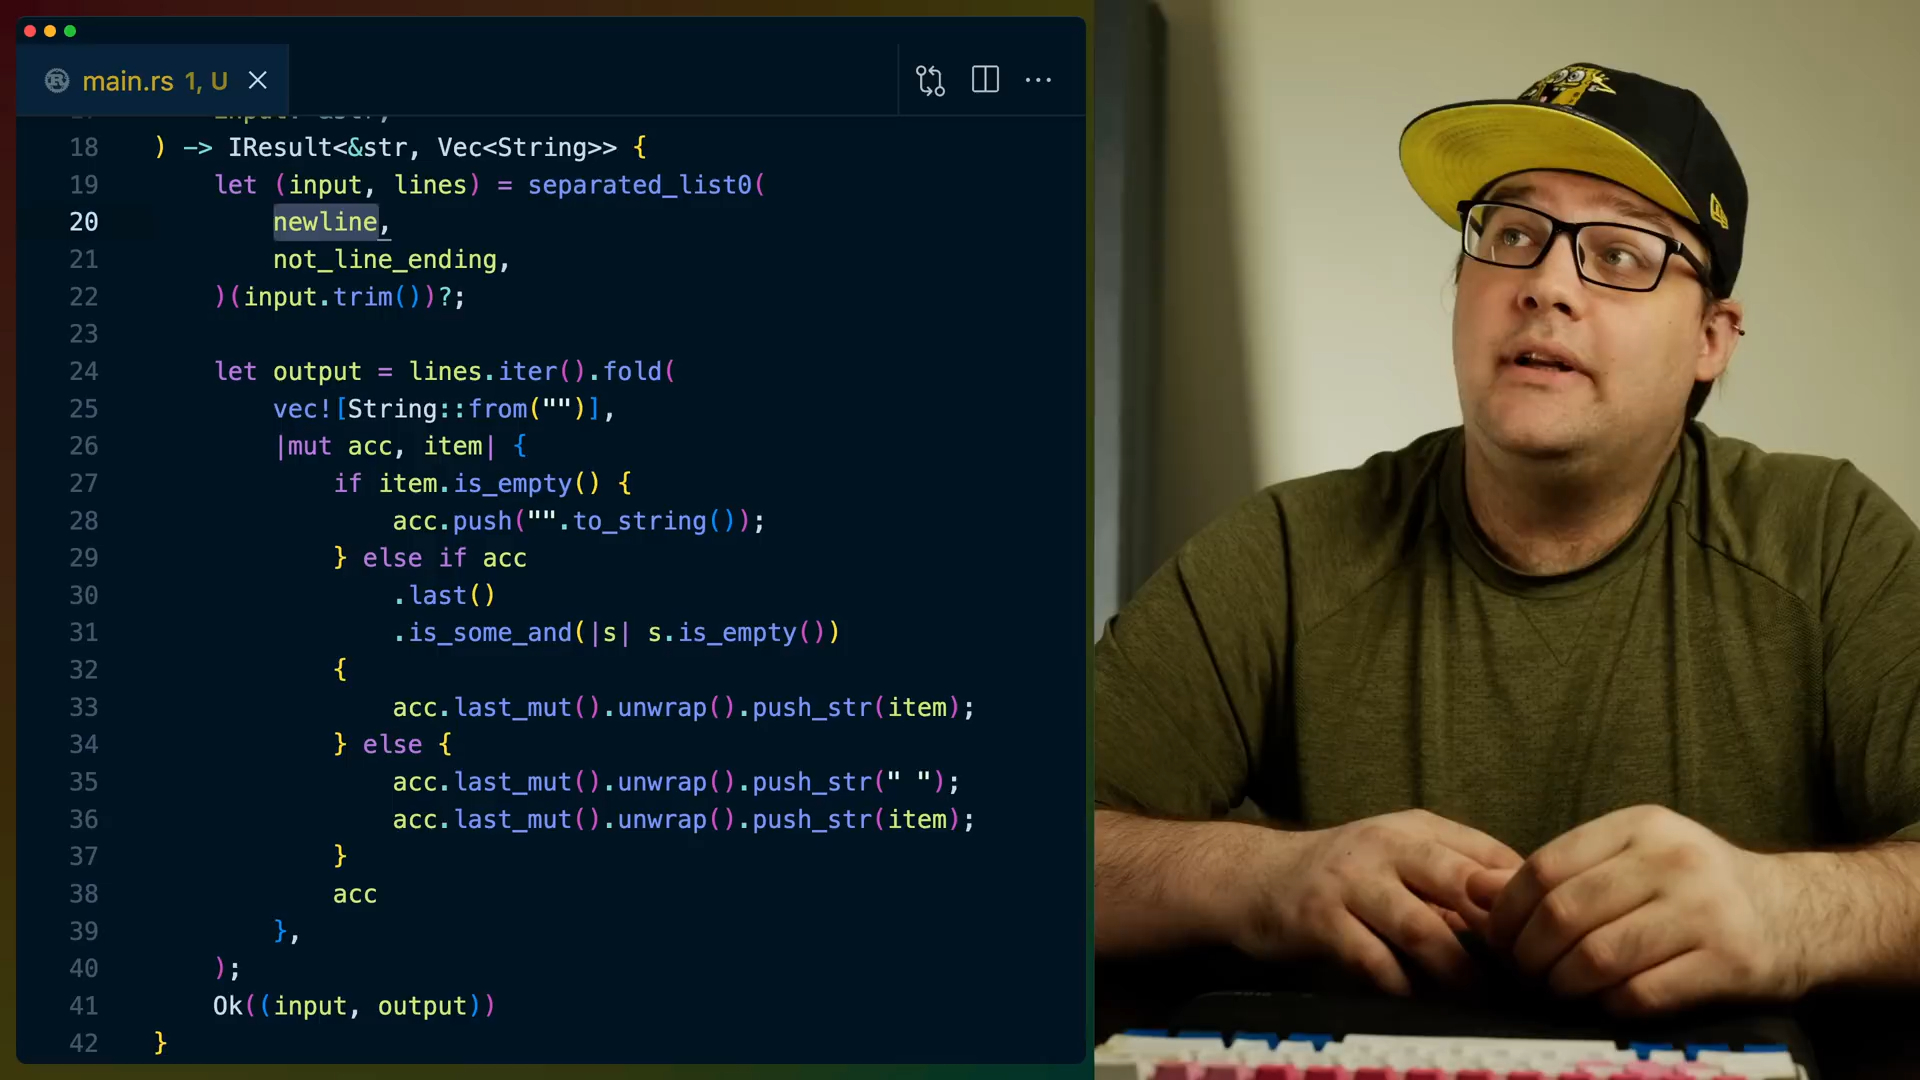 main.rs 1, U
input: &str,
18 ) -> IResult<&str, Vec<String>> {
19 let (input, lines) = separated_list0(
20 newline,
21 not_line_ending,
22 )(input.trim())?;
23
24 let output = lines.iter().fold(
25 vec![String::from("")],
26 |mut acc, item| {
27 if item.is_empty() {
28 acc.push("".to_string());
29 } else if acc
30 .last()
31 .is_some_and(|s| s.is_empty())
32 {
33 acc.last_mut().unwrap().push_str(item);
34 } else {
35 acc.last_mut().unwrap().push_str(" ");
36 acc.last_mut().unwrap().push_str(item);
37 }
38 acc
39 },
40 );
41 Ok((input, output))
42 }